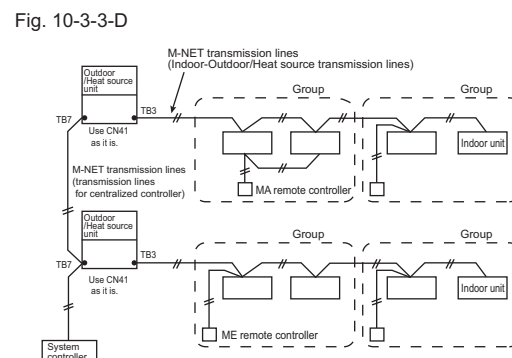 Fig. 10-3-3-D
M-NET transmission lines
(Indoor-Outdoor/Heat source transmission lines)
Outdoor
/Heat source
unit
TB7
TB3
Use CN41
as it is.
Group
Group
Indoor unit
MA remote controller
M-NET transmission lines
(transmission lines
for centralized controller)
Outdoor
/Heat source
unit
TB7
TB3
Use CN41
as it is.
Group
Group
Indoor unit
ME remote controller
System
controller